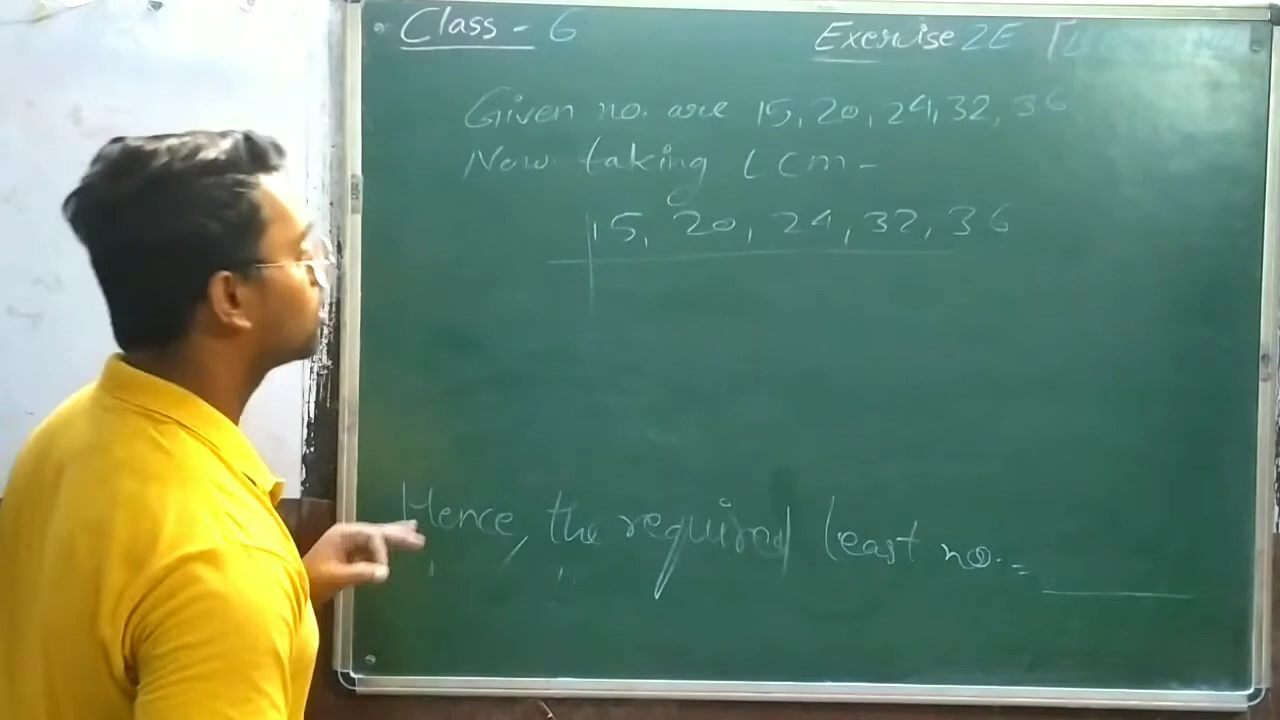 Class - 6
Exercise 2E
Given no. are 15, 20, 24, 32, 36
Now taking LCM -
15, 20, 24, 32, 36
Hence, the required least no. = ____